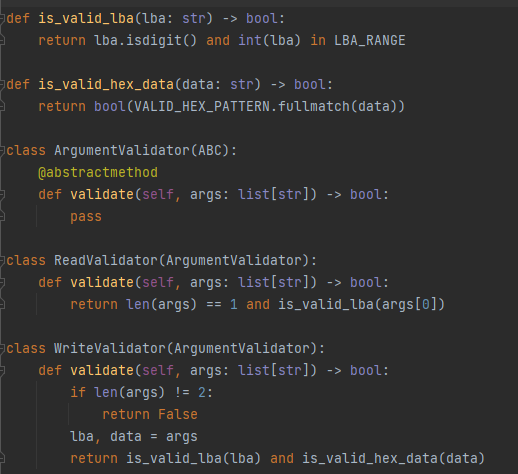 def is_valid_lba(lba: str) -> bool:
    return lba.isdigit() and int(lba) in LBA_RANGE

def is_valid_hex_data(data: str) -> bool:
    return bool(VALID_HEX_PATTERN.fullmatch(data))

class ArgumentValidator(ABC):
    @abstractmethod
    def validate(self, args: list[str]) -> bool:
        pass

class ReadValidator(ArgumentValidator):
    def validate(self, args: list[str]) -> bool:
        return len(args) == 1 and is_valid_lba(args[0])

class WriteValidator(ArgumentValidator):
    def validate(self, args: list[str]) -> bool:
        if len(args) != 2:
            return False
        lba, data = args
        return is_valid_lba(lba) and is_valid_hex_data(data)